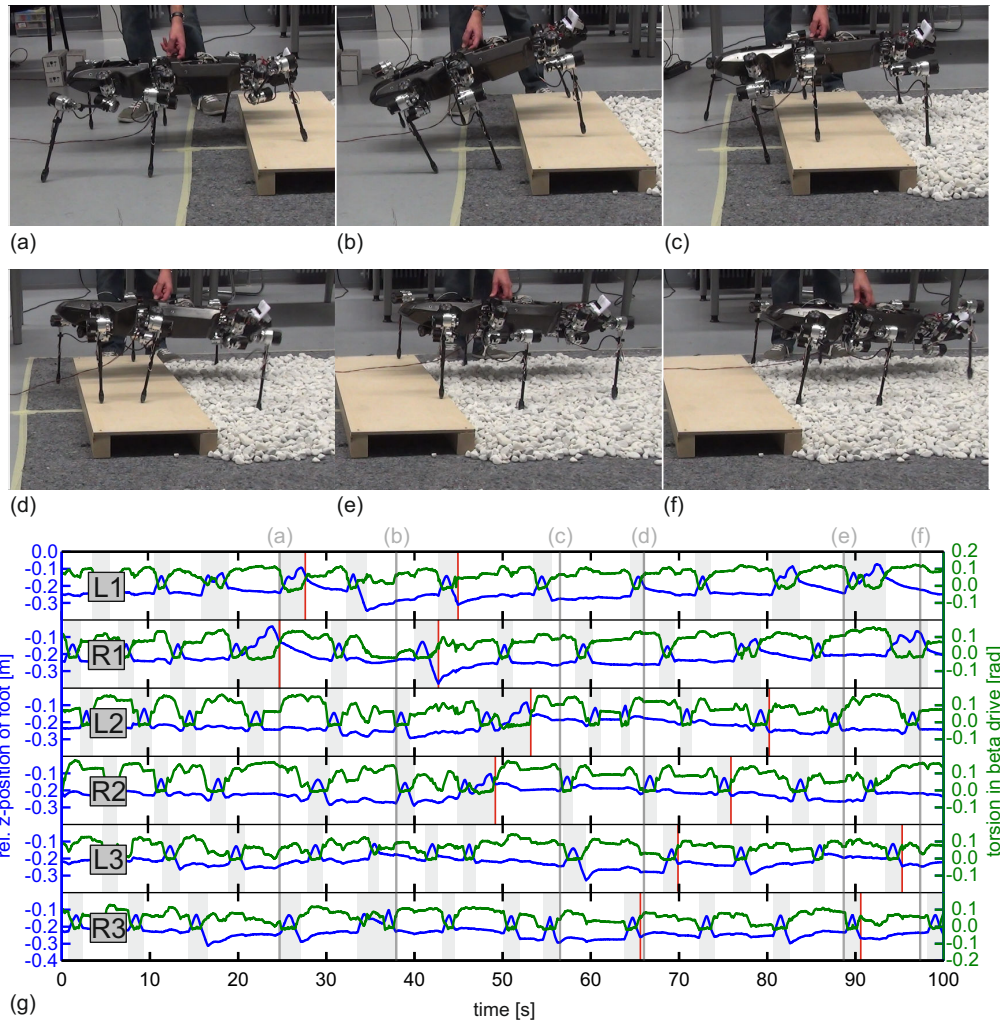 (a) (b) (c)
(d) (e) (f)
(a) (b) (c) (d) (e) (f)
0.0 0.2
-0.1 0.1
0.0
-0.3 -0.1
L1
-0.1 0.1
-0.2 0.0
-0.3 -0.1
R1
-0.1 0.1
-0.2 0.0
-0.3 -0.1
L2
-0.1 0.1
-0.2 0.0
-0.3 -0.1
R2
-0.1 0.1
-0.2 0.0
-0.3 -0.1
L3
-0.1 0.1
-0.2 0.0
-0.3 -0.1
-0.4 -0.2
R3
rel. z-position of foot [m]
torsion in beta drive [rad]
0 10 20 30 40 50 60 70 80 90 100
time [s]
(g)